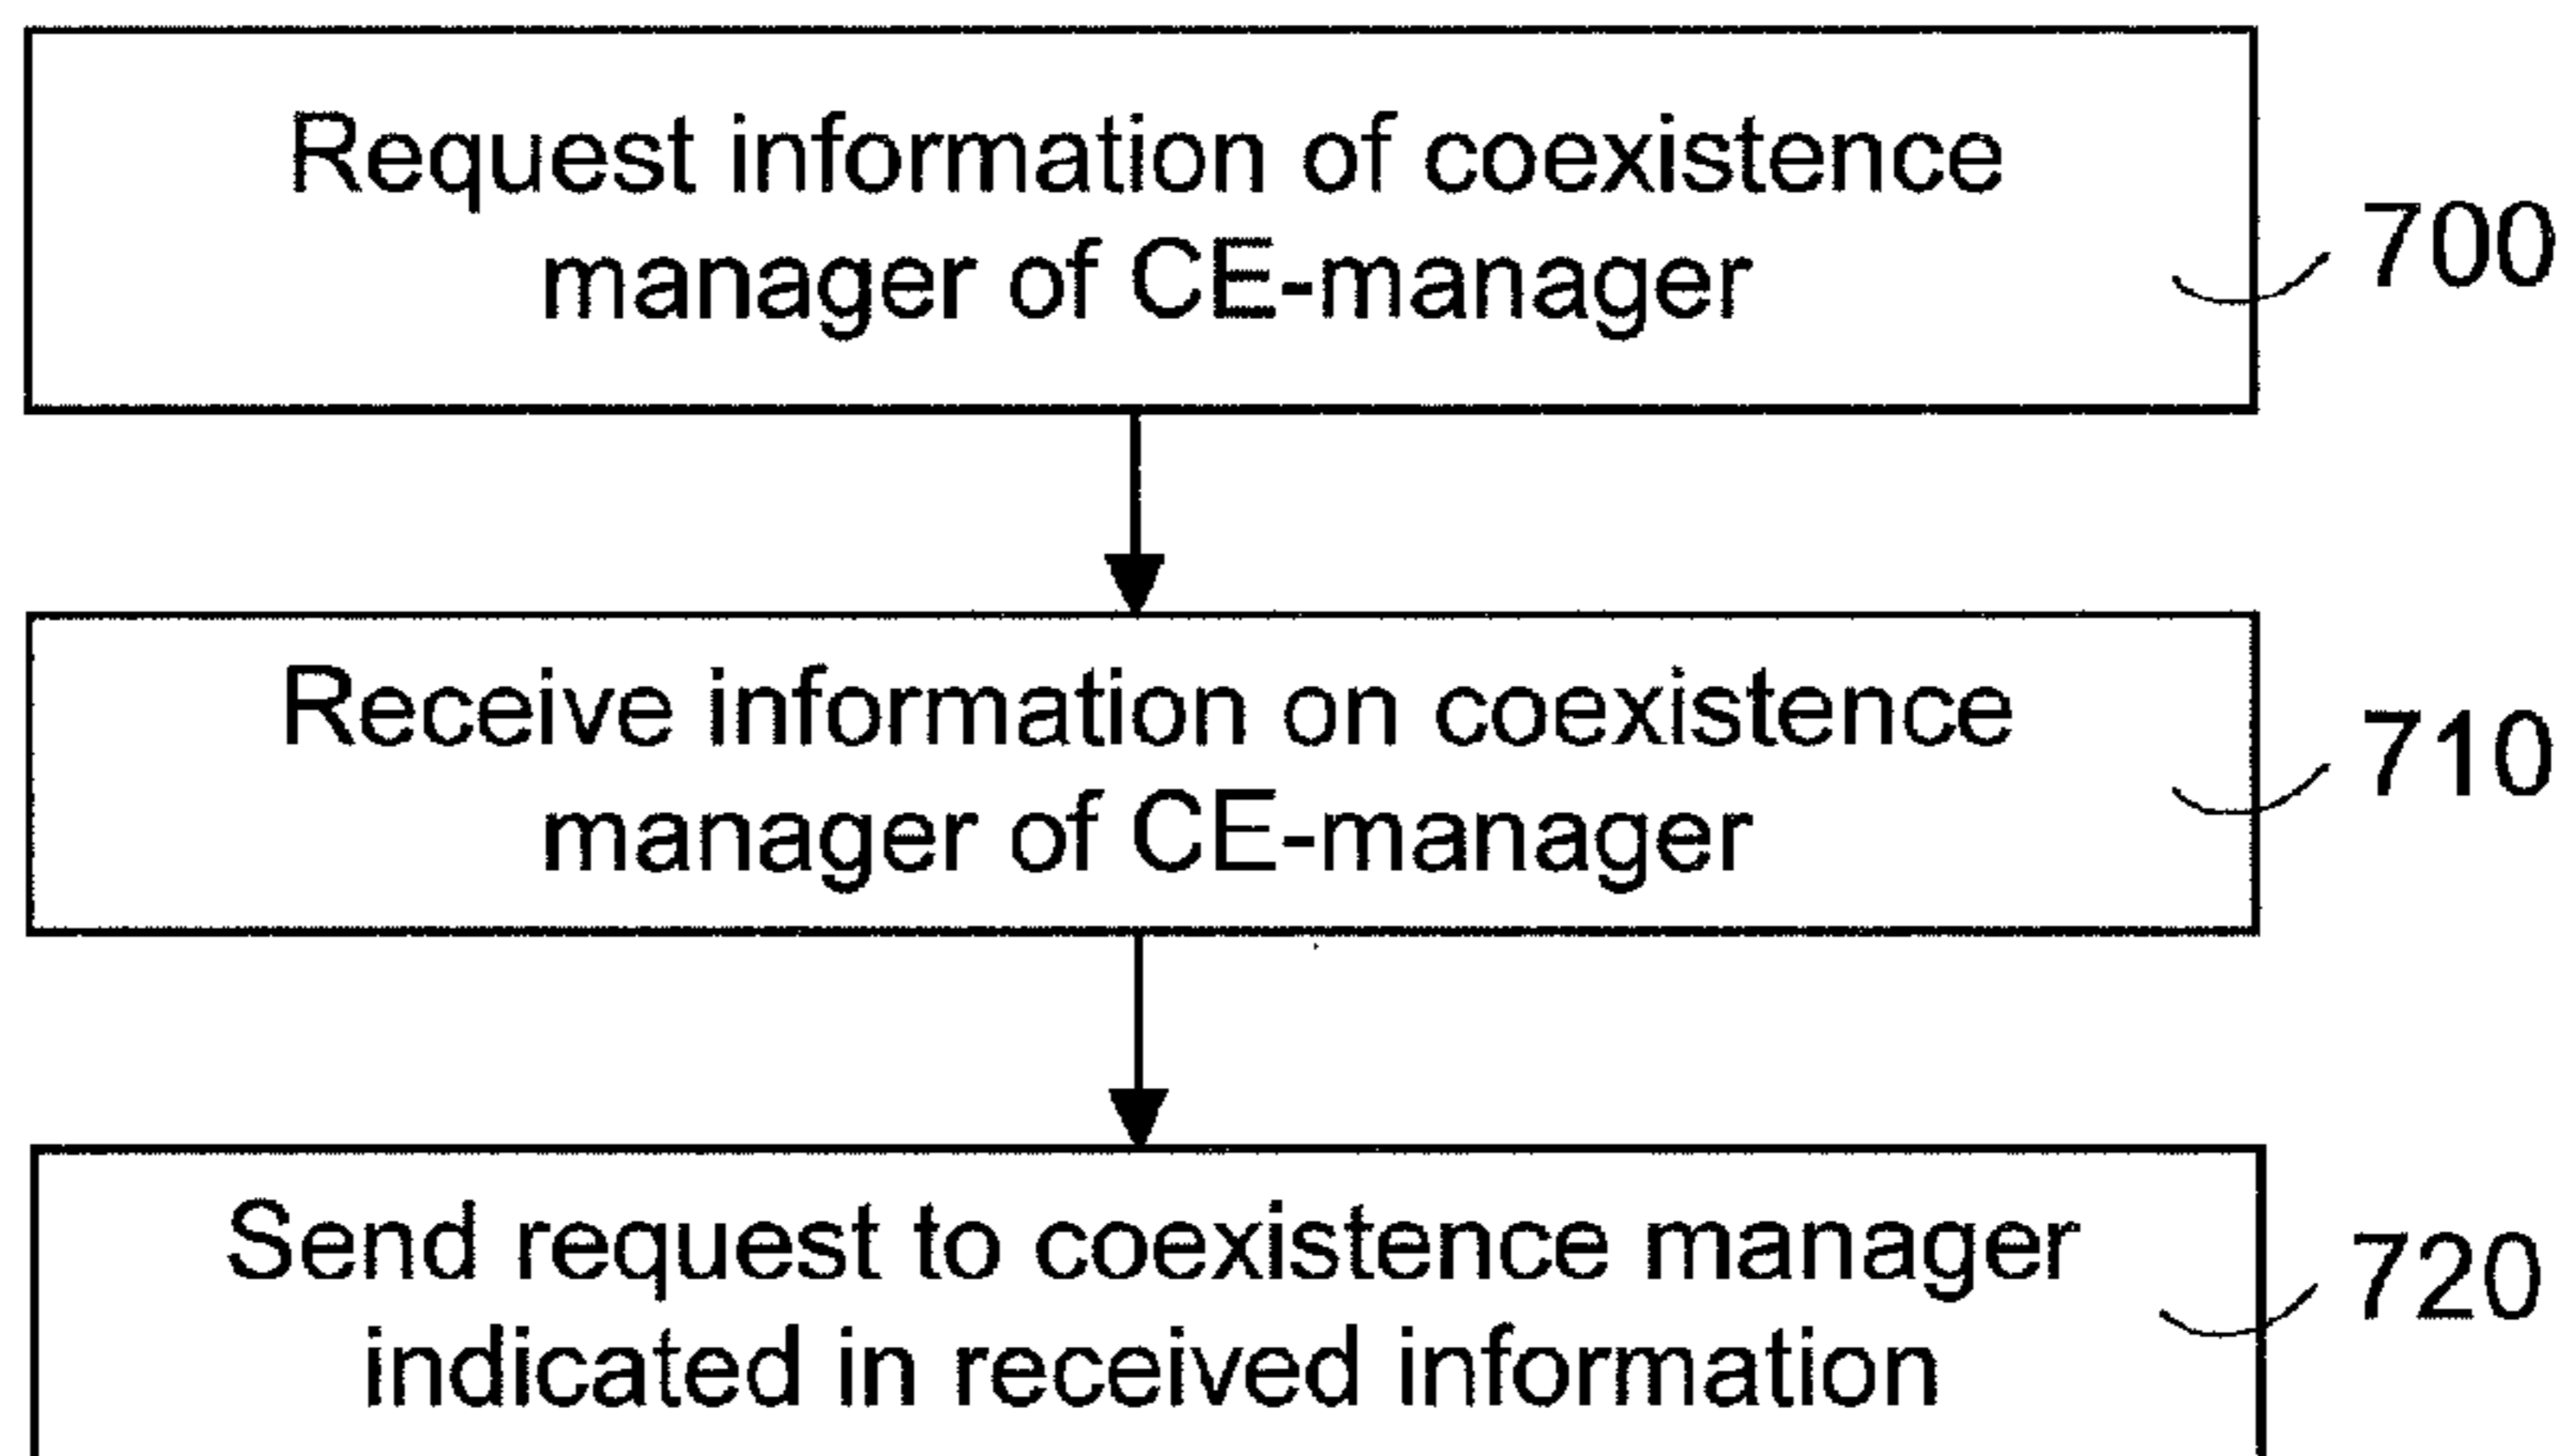 Request information of coexistence
manager of CE-manager
700
Receive information on coexistence
manager of CE-manager
710
Send request to coexistence manager
indicated in received information
720